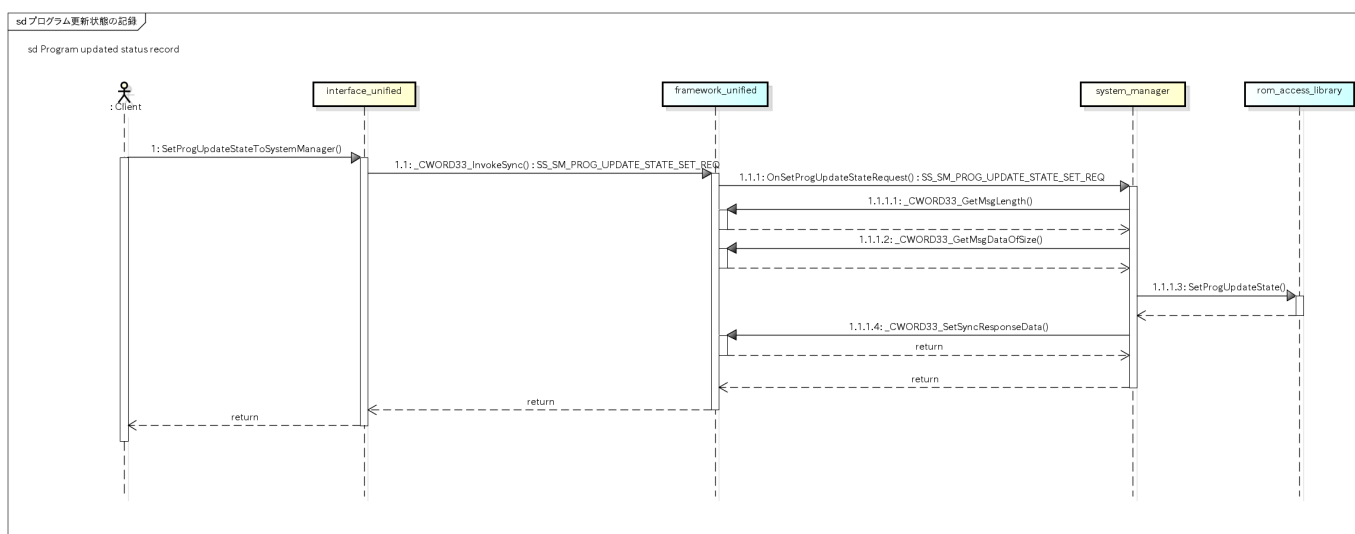 sd プログラム更新状態の記録
sd Program updated status record
: Client
interface_unified
framework_unified
system_manager
rom_access_library
1: SetProgUpdateStateToSystemManager()
1.1: _CWORD33_InvokeSync() : SS_SM_PROG_UPDATE_STATE_SET_REQ
1.1.1: OnSetProgUpdateStateRequest() : SS_SM_PROG_UPDATE_STATE_SET_REQ
1.1.1.1: _CWORD33_GetMsgLength()
1.1.1.2: _CWORD33_GetMsgDataOfSize()
1.1.1.3: SetProgUpdateState()
1.1.1.4: _CWORD33_SetSyncResponseData()
return
return
return
return